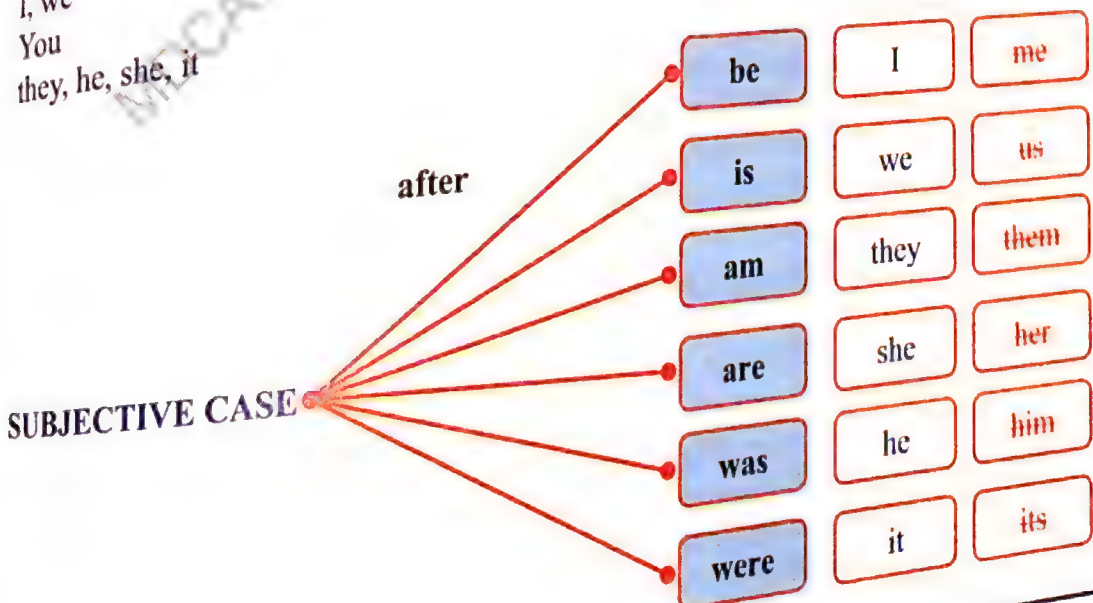 I, we
You
they, he, she, it
after
SUBJECTIVE CASE
be I me
is we us
am they them
are she her
was he him
were it its